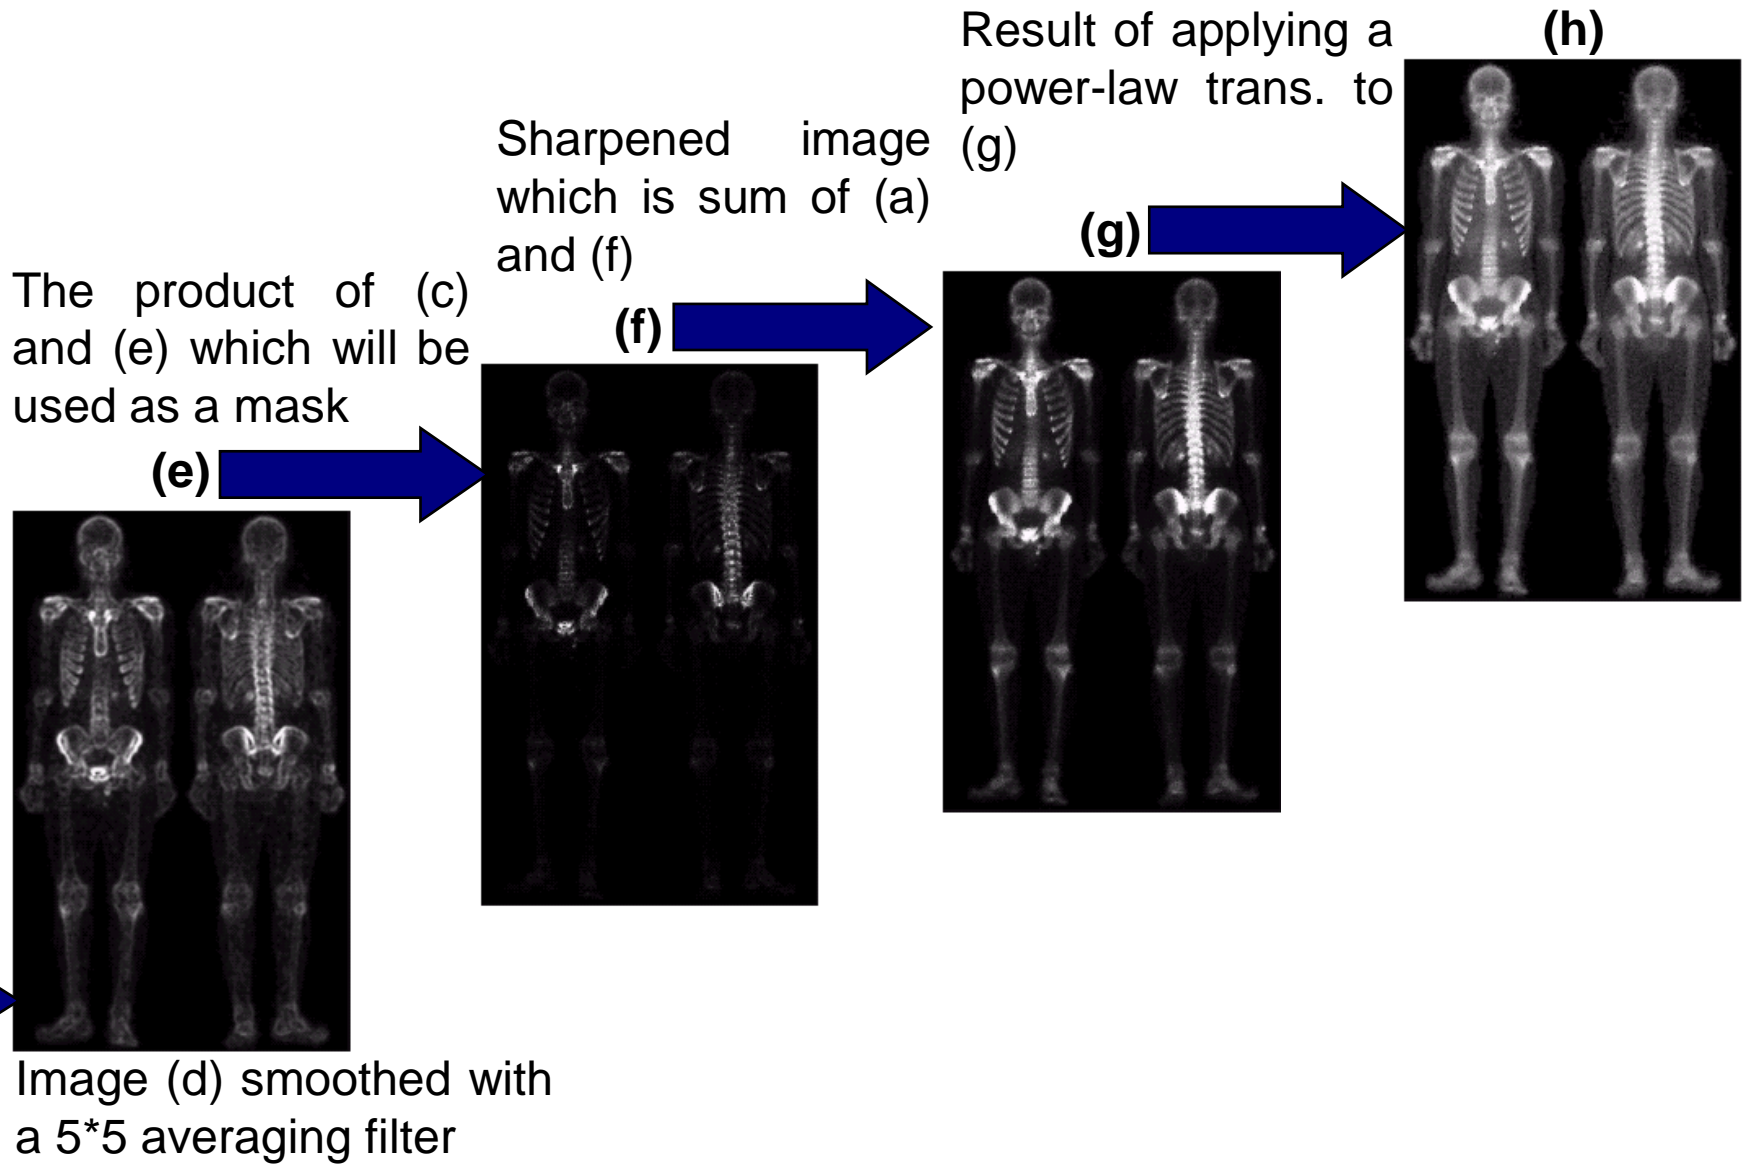 Result of applying a
power-law trans. to
(g)
(h)
Sharpened image
which is sum of (a)
and (f)
(g)
The product of (c)
and (e) which will be
used as a mask
(f)
(e)
Image (d) smoothed with
a 5*5 averaging filter